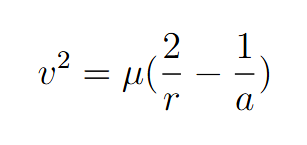 v² = μ(2/r − 1/a)